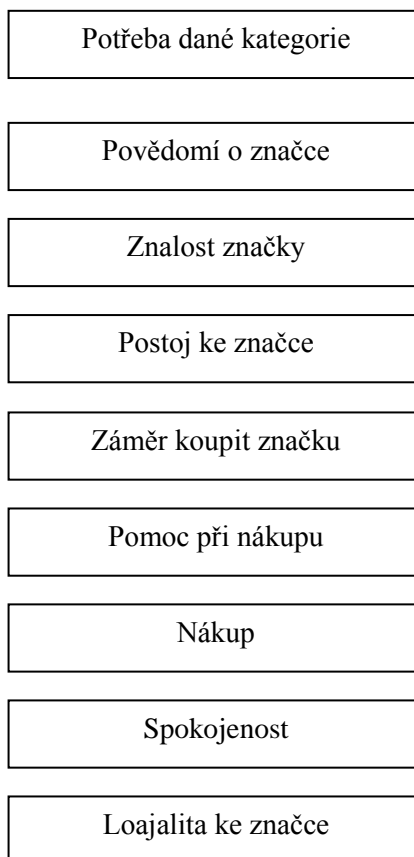 Potřeba dané kategorie
Povědomí o značce
Znalost značky
Postoj ke značce
Záměr koupit značku
Pomoc při nákupu
Nákup
Spokojenost
Loajalita ke značce